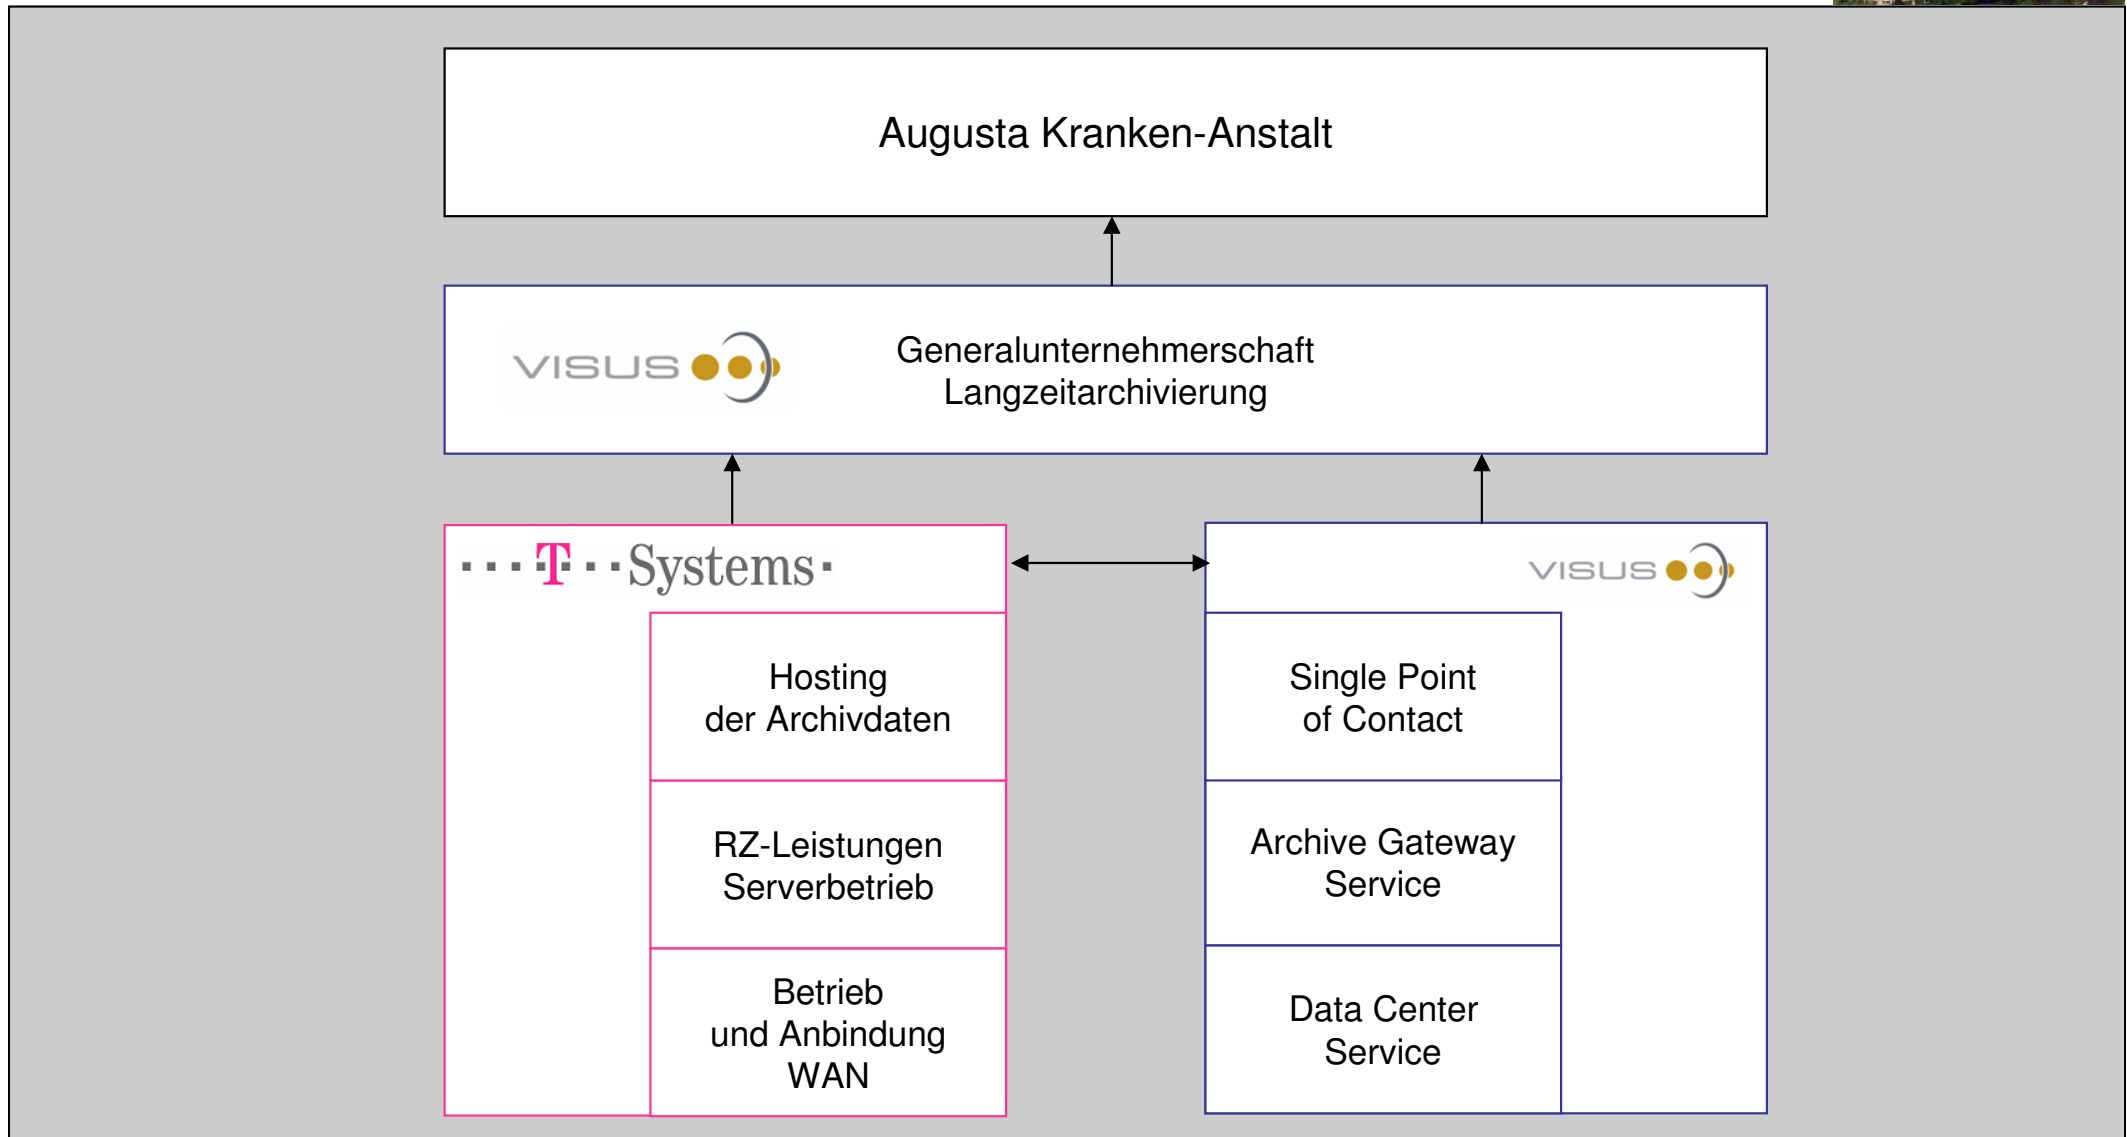 Augusta Kranken-Anstalt
VISUS
Generalunternehmerschaft
Langzeitarchivierung
····T···Systems·
VISUS
Hosting
der Archivdaten
RZ-Leistungen
Serverbetrieb
Betrieb
und Anbindung
WAN
Single Point
of Contact
Archive Gateway
Service
Data Center
Service